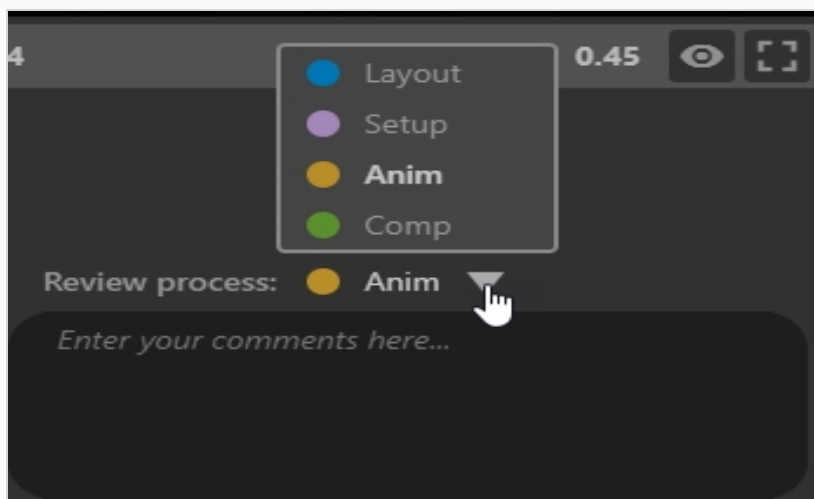 4
0.45
Layout
Setup
Anim
Comp
Review process: Anim
Enter your comments here...